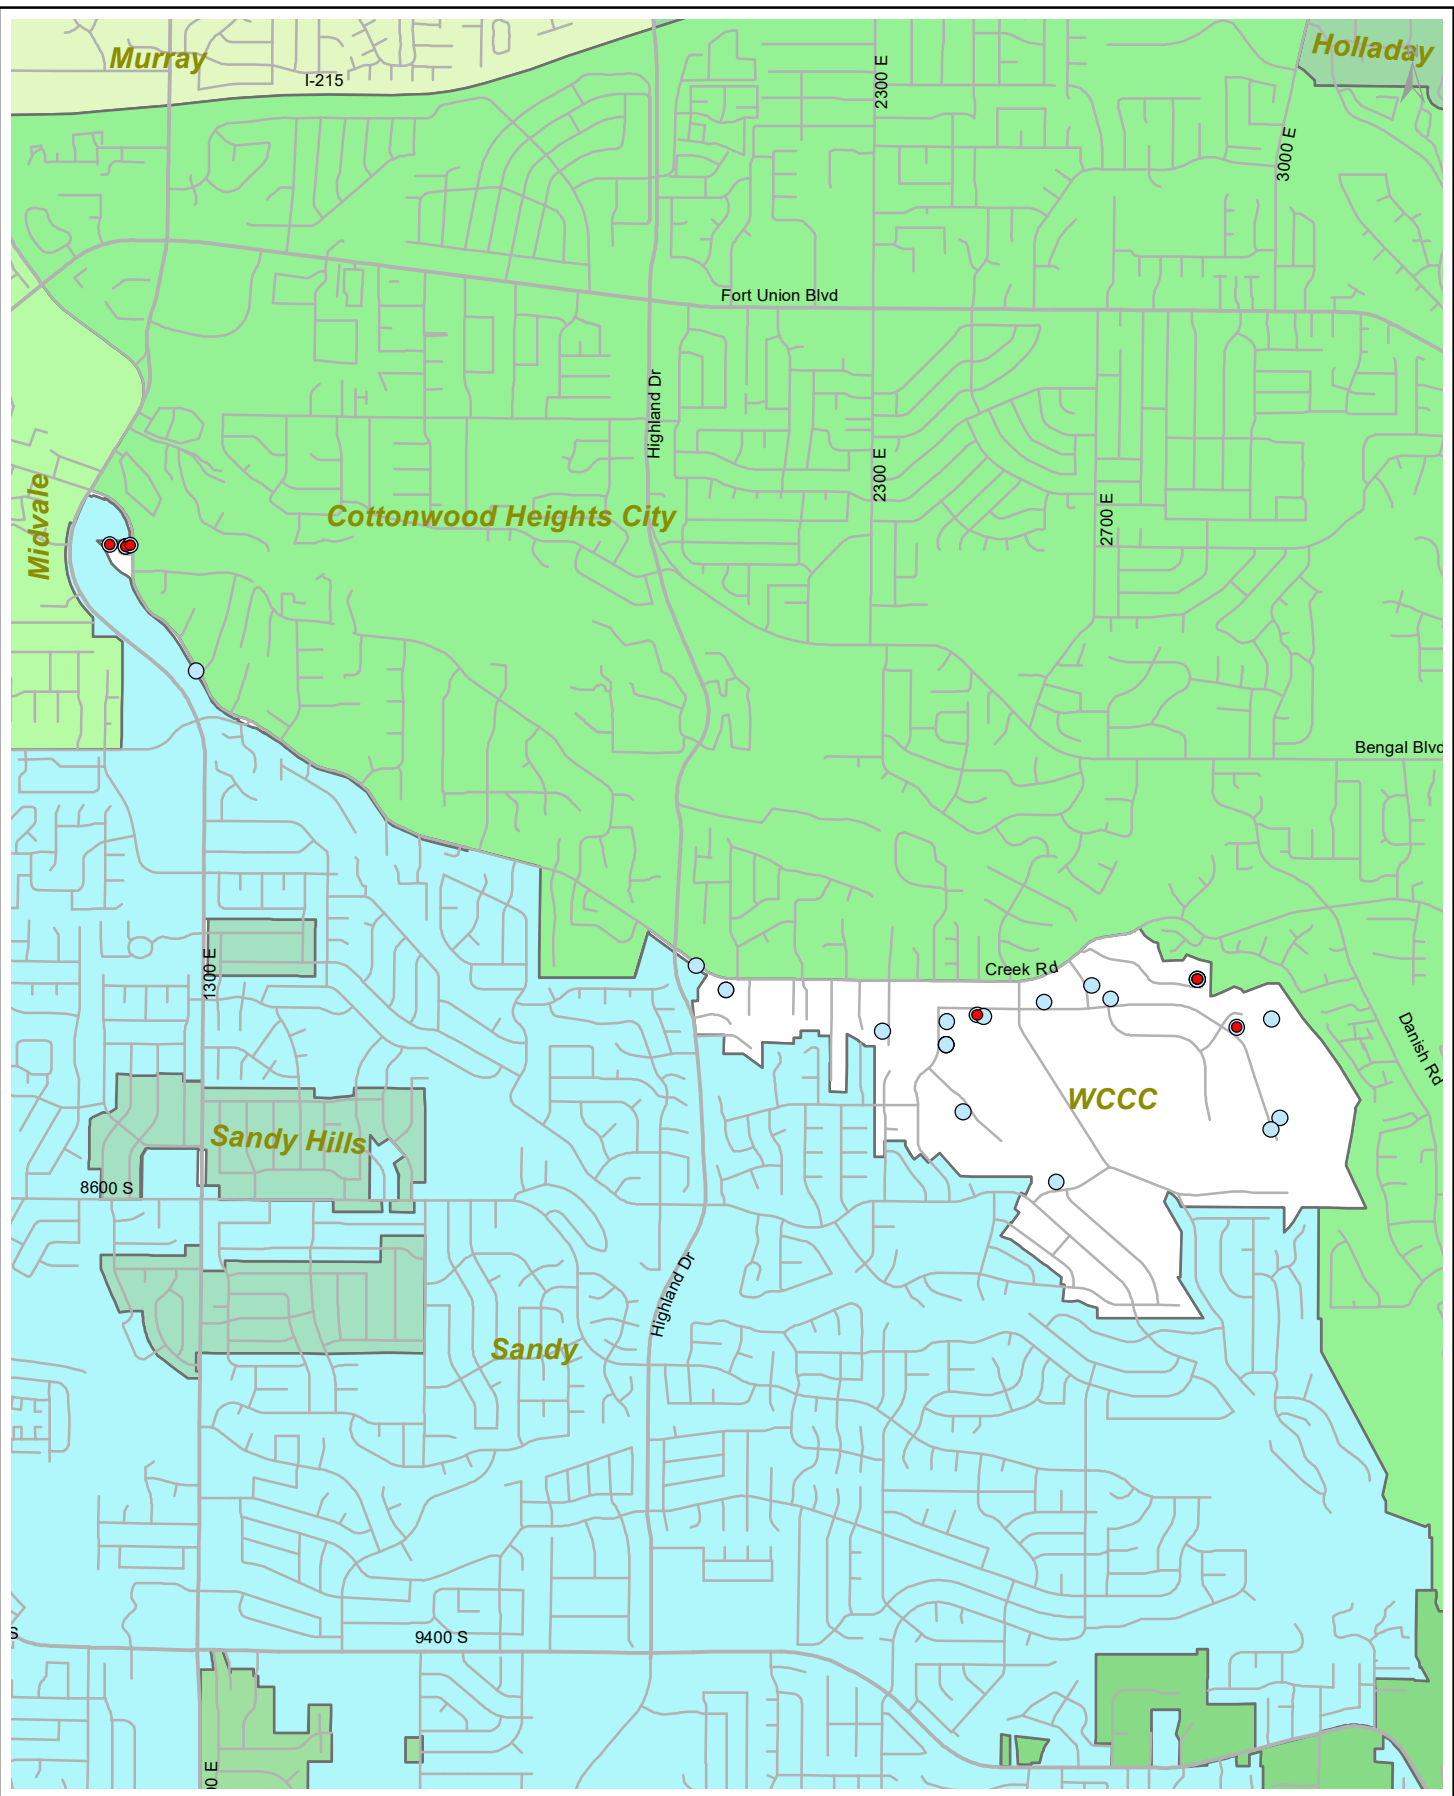 Murray
Holladay
I-215
2300 E
3000 E
Fort Union Blvd
Highland Dr
2300 E
2700 E
Midvale
Cottonwood Heights City
Bengal Blvd
1300 E
Creek Rd
Danish Rd
WCCC
Sandy Hills
8600 S
Highland Dr
Sandy
S
9400 S
0 E